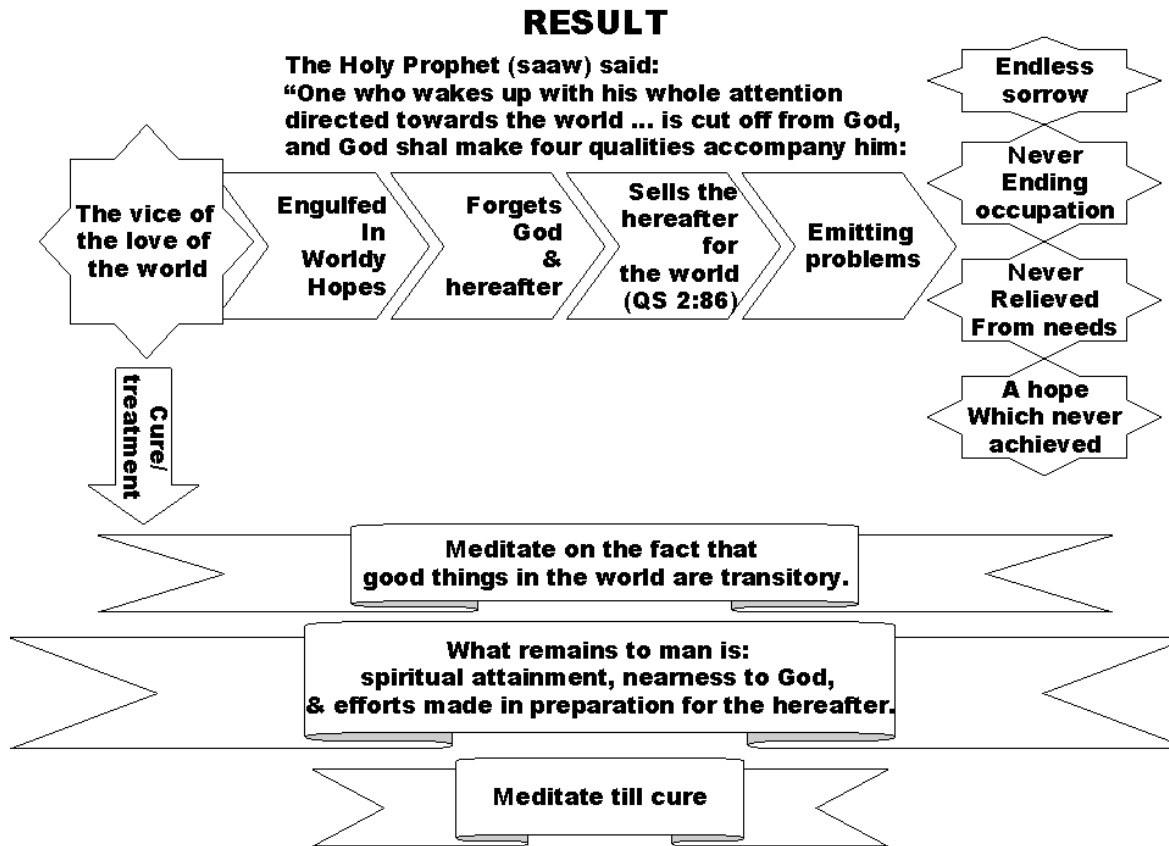 RESULT
The Holy Prophet (saaw) said:
“One who wakes up with his whole attention
directed towards the world ... is cut off from God,
and God shal make four qualities accompany him:
The vice of
the love of
the world
Engulfed
In
Worldy
Hopes
Forgets
God
&
hereafter
Sells the
hereafter
for
the world
(QS 2:86)
Emitting
problems
Endless
sorrow
Never
Ending
occupation
Never
Relieved
From needs
A hope
Which never
achieved
Cure/
treatment
Meditate on the fact that
good things in the world are transitory.
What remains to man is:
spiritual attainment, nearness to God,
& efforts made in preparation for the hereafter.
Meditate till cure